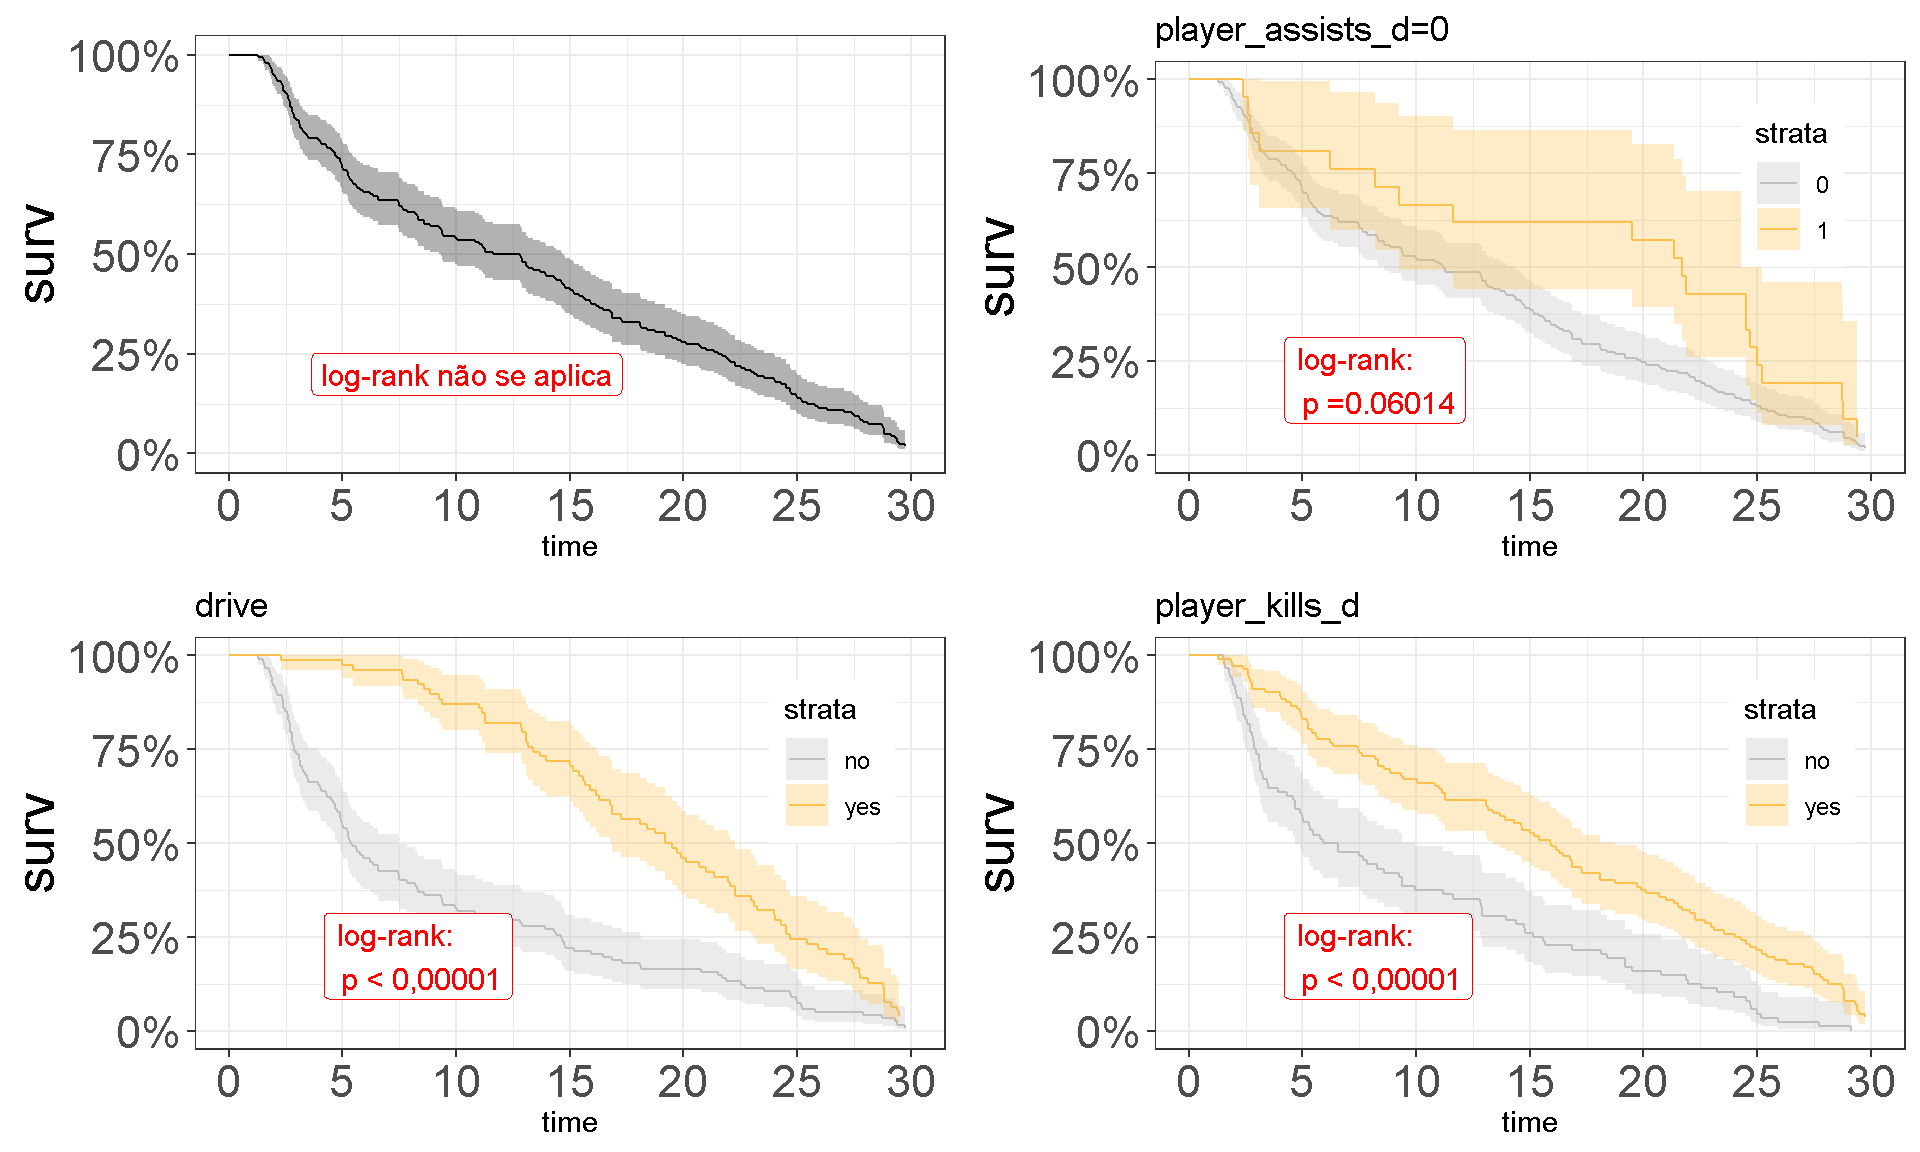 100%
75%
50%
25%
0%
surv
log-rank não se aplica
0 5 10 15 20 25 30
time
player_assists_d=0
100%
75%
50%
25%
0%
surv
strata
0
1
log-rank:
p =0.06014
0 5 10 15 20 25 30
time
drive
100%
75%
50%
25%
0%
surv
strata
no
yes
log-rank:
p < 0,00001
0 5 10 15 20 25 30
time
player_kills_d
100%
75%
50%
25%
0%
surv
strata
no
yes
log-rank:
p < 0,00001
0 5 10 15 20 25 30
time